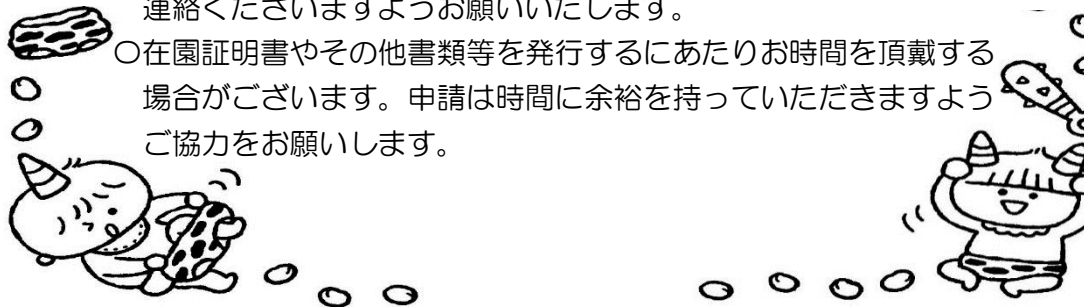 連絡くださいますようお願いいたします。
〇在園証明書やその他書類等を発行するにあたりお時間を頂戴する
場合がございます。申請は時間に余裕を持っていただきますよう
ご協力をお願いします。